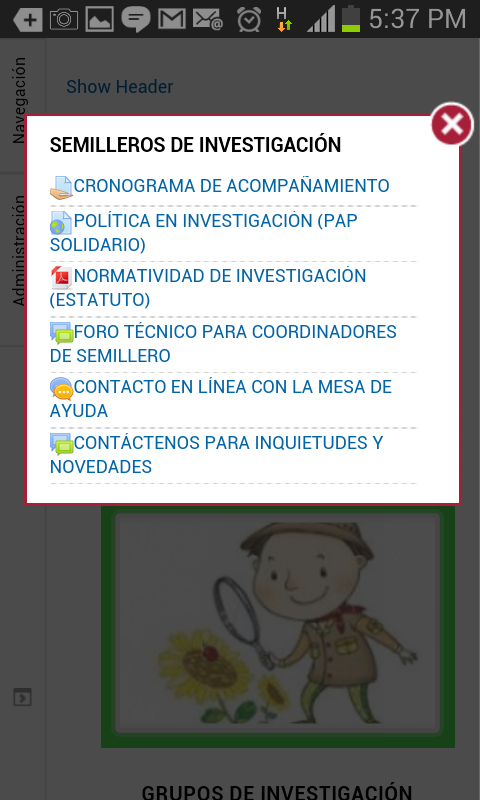 H
5:37 PM
Navegación
Show Header
SEMILLEROS DE INVESTIGACIÓN
CRONOGRAMA DE ACOMPAÑAMIENTO
POLÍTICA EN INVESTIGACIÓN (PAP
SOLIDARIO)
Administración
NORMATIVIDAD DE INVESTIGACIÓN
(ESTATUTO)
FORO TÉCNICO PARA COORDINADORES
DE SEMILLERO
CONTACTO EN LÍNEA CON LA MESA DE
AYUDA
CONTÁCTENOS PARA INQUIETUDES Y
NOVEDADES
GRUPOS DE INVESTIGACIÓN